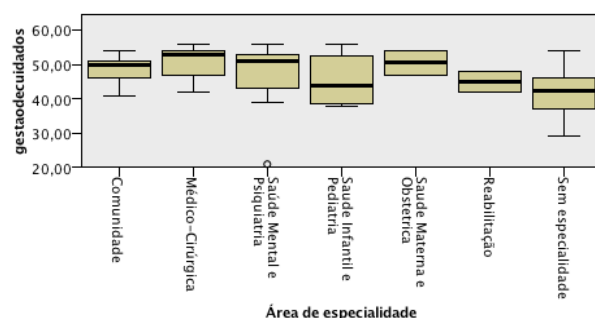 gestaodecuidados
60,00
50,00
40,00
30,00
20,00
Comunidade
Médico-Cirúrgica
Saúde Mental e
Psiquiatria
Saude Infantil e
Pediatria
Saude Materna e
Obstetrica
Reabilitação
Sem especialidade
Área de especialidade